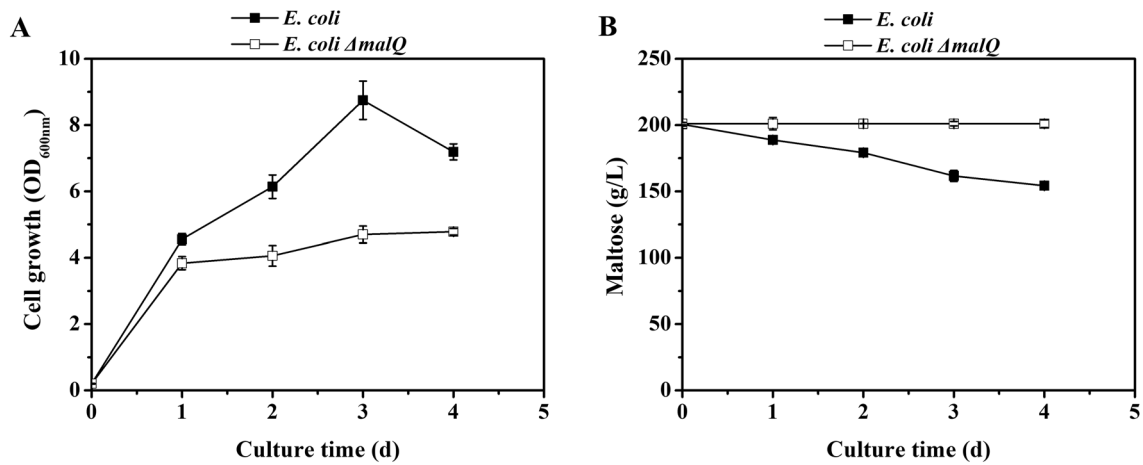 A
E. coli
E. coli ΔmalQ
10
8
6
4
2
0
Cell growth (OD600nm)
0 1 2 3 4 5
Culture time (d)
B
E. coli
E. coli ΔmalQ
250
200
150
100
50
0
Maltose (g/L)
0 1 2 3 4 5
Culture time (d)